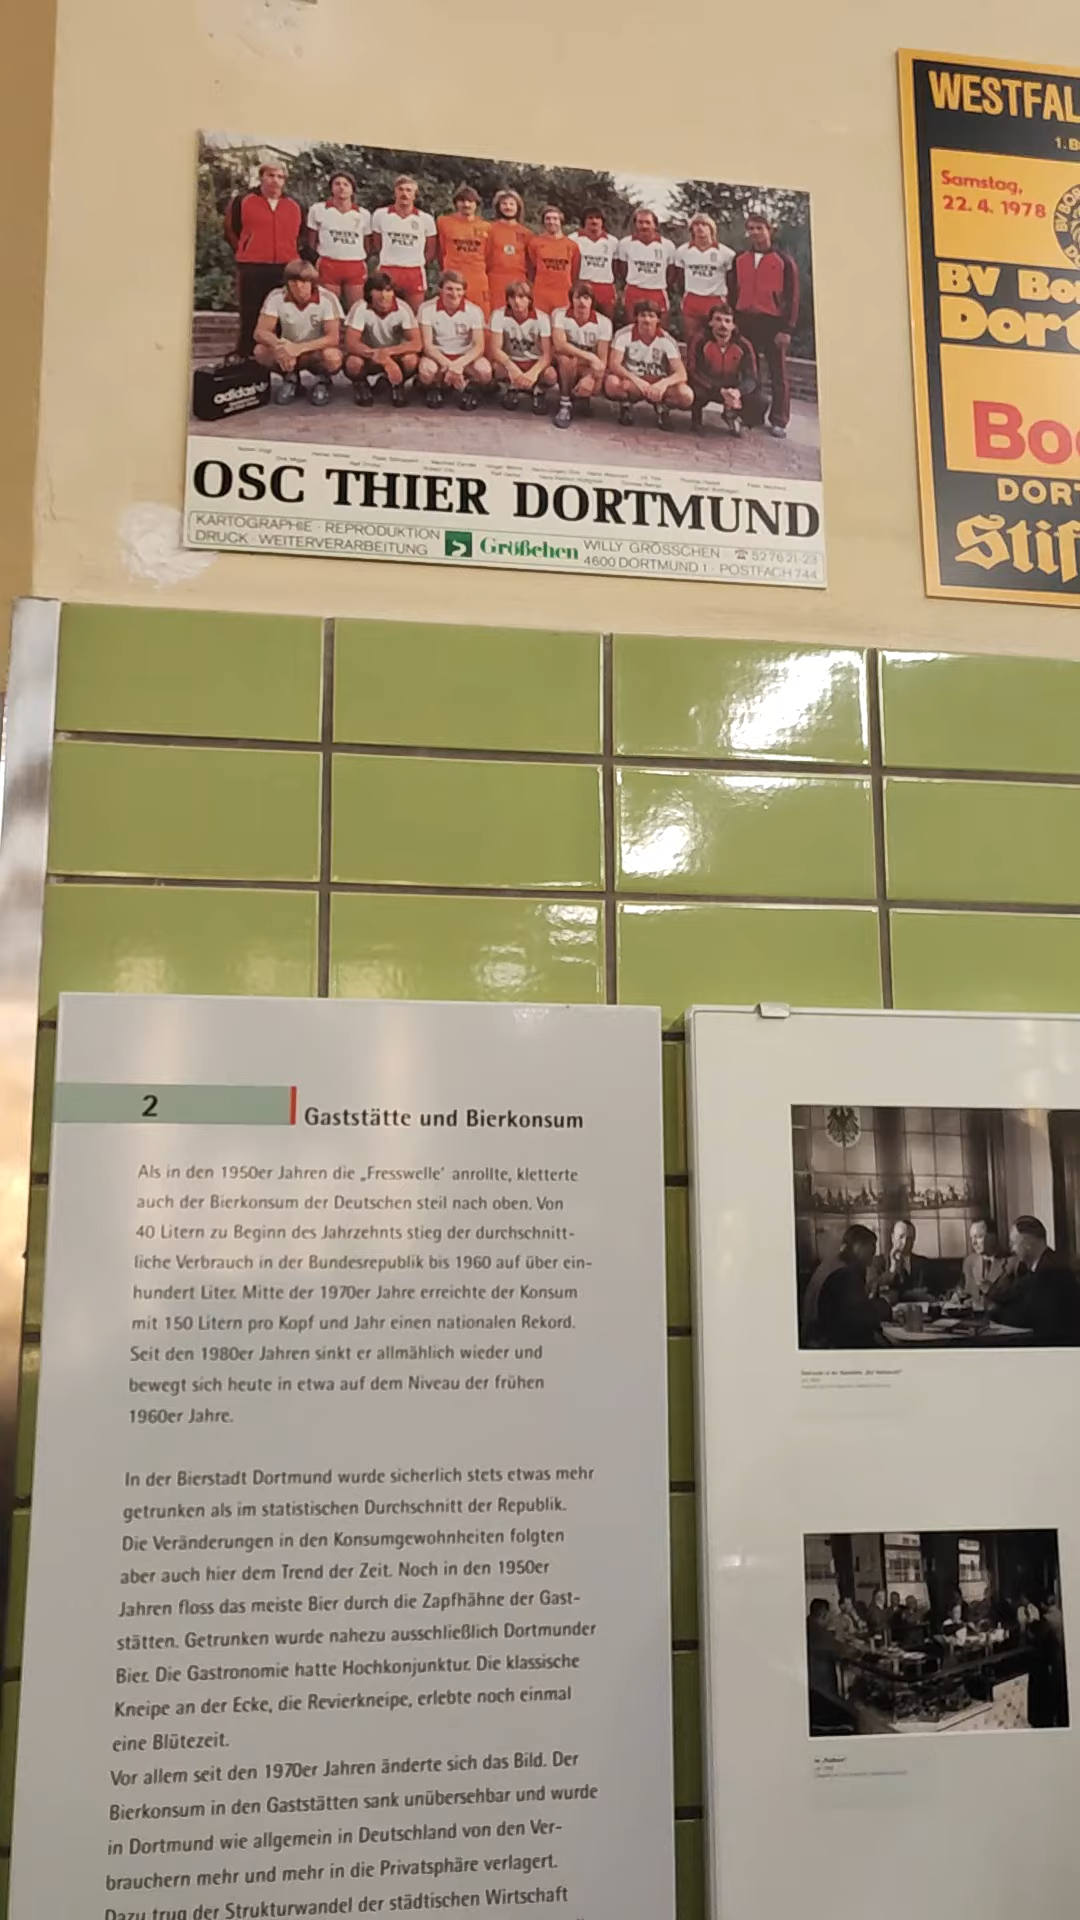 WESTFAL
1.B
Samstag,
22.4. 1978
BV Bo
Dort
Bo
DORT
Stif
THIER
PILS
adidas
OSC THIER DORTMUND
KARTOGRAPHIE · REPRODUKTION
DRUCK · WEITERVERARBEITUNG
Größchen
WILLY GRÖSSCHEN ☎ 527621-23
4600 DORTMUND 1 · POSTFACH 744
2
Gaststätte und Bierkonsum
Als in den 1950er Jahren die „Fresswelle‘ anrollte, kletterte
auch der Bierkonsum der Deutschen steil nach oben. Von
40 Litern zu Beginn des Jahrzehnts stieg der durchschnitt-
liche Verbrauch in der Bundesrepublik bis 1960 auf über ein-
hundert Liter. Mitte der 1970er Jahre erreichte der Konsum
mit 150 Litern pro Kopf und Jahr einen nationalen Rekord.
Seit den 1980er Jahren sinkt er allmählich wieder und
bewegt sich heute in etwa auf dem Niveau der frühen
1960er Jahre.
In der Bierstadt Dortmund wurde sicherlich stets etwas mehr
getrunken als im statistischen Durchschnitt der Republik.
Die Veränderungen in den Konsumgewohnheiten folgten
aber auch hier dem Trend der Zeit. Noch in den 1950er
Jahren floss das meiste Bier durch die Zapfhähne der Gast-
stätten. Getrunken wurde nahezu ausschließlich Dortmunder
Bier. Die Gastronomie hatte Hochkonjunktur. Die klassische
Kneipe an der Ecke, die Revierkneipe, erlebte noch einmal
eine Blütezeit.
Vor allem seit den 1970er Jahren änderte sich das Bild. Der
Bierkonsum in den Gaststätten sank unübersehbar und wurde
in Dortmund wie allgemein in Deutschland von den Ver-
brauchern mehr und mehr in die Privatsphäre verlagert.
Dazu trug der Strukturwandel der städtischen Wirtschaft